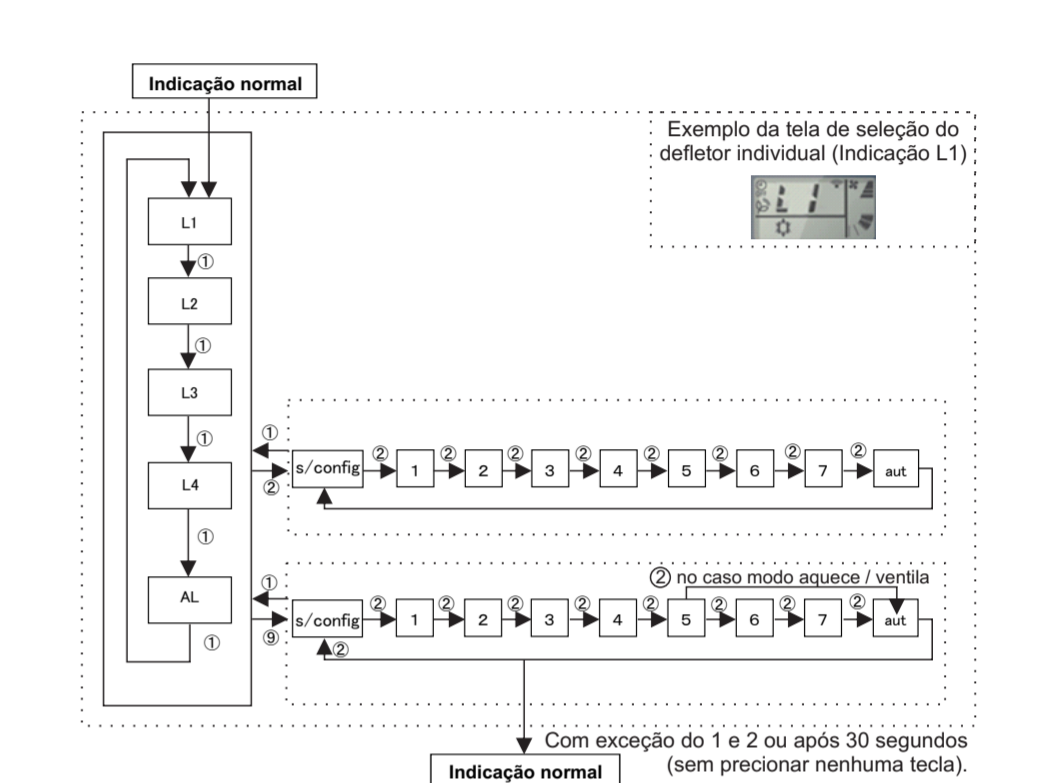 Indicação normal
Exemplo da tela de seleção do
defletor individual (Indicação L1)
L1
L1
①
L2
①
L3
①
L4
①
AL
①
①
②
s/config ② 1 ② 2 ② 3 ② 4 ② 5 ② 6 ② 7 ② aut
② no caso modo aquece / ventila
①
⑨
s/config ② 1 ② 2 ② 3 ② 4 ② 5 ② 6 ② 7 ② aut
②
Com exceção do 1 e 2 ou após 30 segundos
(sem precionar nenhuma tecla).
Indicação normal